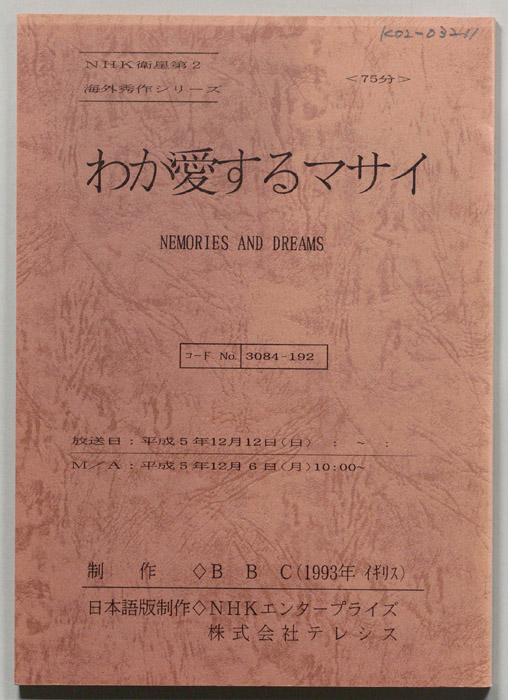 K02-03211
NHK衛星第2
<75分>
海外秀作シリーズ
わが愛するマサイ
NEMORIES AND DREAMS
コード No. 3084-192
放送日:平成5年12月12日(日) : ~ :
M/A:平成5年12月6日(月)10:00~
制作◇BBC(1993年 イギリス)
日本語版制作◇NHKエンタープライズ
株式会社テレシス